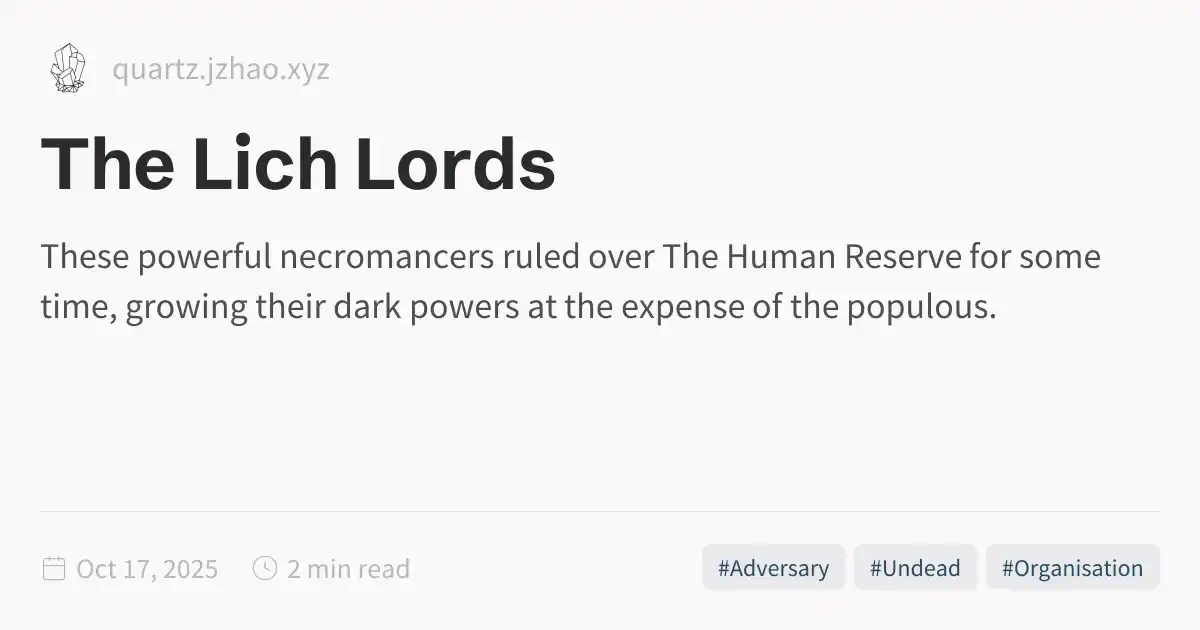 quartz.jzhao.xyz
The Lich Lords
These powerful necromancers ruled over The Human Reserve for some
time, growing their dark powers at the expense of the populous.
Oct 17, 2025 2 min read #Adversary #Undead #Organisation